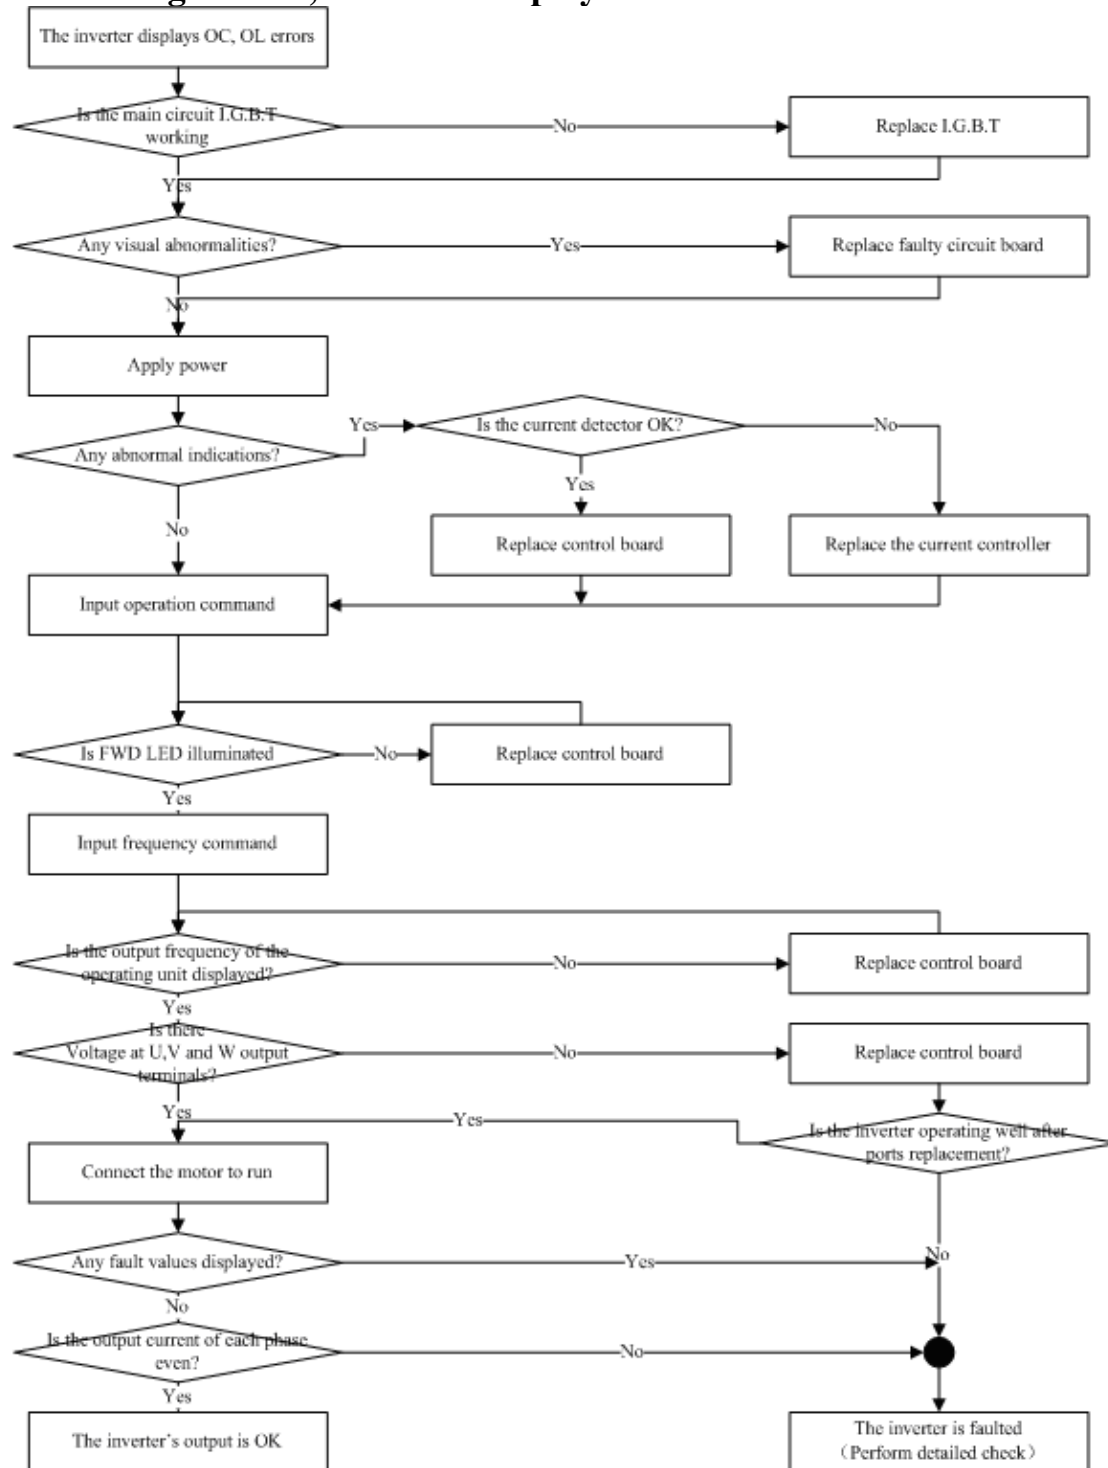 The inverter displays OC, OL errors
Is the main circuit I.G.B.T
working
No
Replace I.G.B.T
Yes
Any visual abnormalities?
Yes
Replace faulty circuit board
No
Apply power
Any abnormal indications?
Yes
Is the current detector OK?
No
Yes
No
Replace control board
Replace the current controller
Input operation command
Is FWD LED illuminated
No
Replace control board
Yes
Input frequency command
Is the output frequency of the
operating unit displayed?
No
Replace control board
Yes
Is there
Voltage at U,V and W output
terminals?
No
Replace control board
Yes
Yes
Is the inverter operating well after
ports replacement?
Connect the motor to run
No
Any fault values displayed?
Yes
No
Is the output current of each phase
even?
No
Yes
The inverter's output is OK
The inverter is faulted
（Perform detailed check）